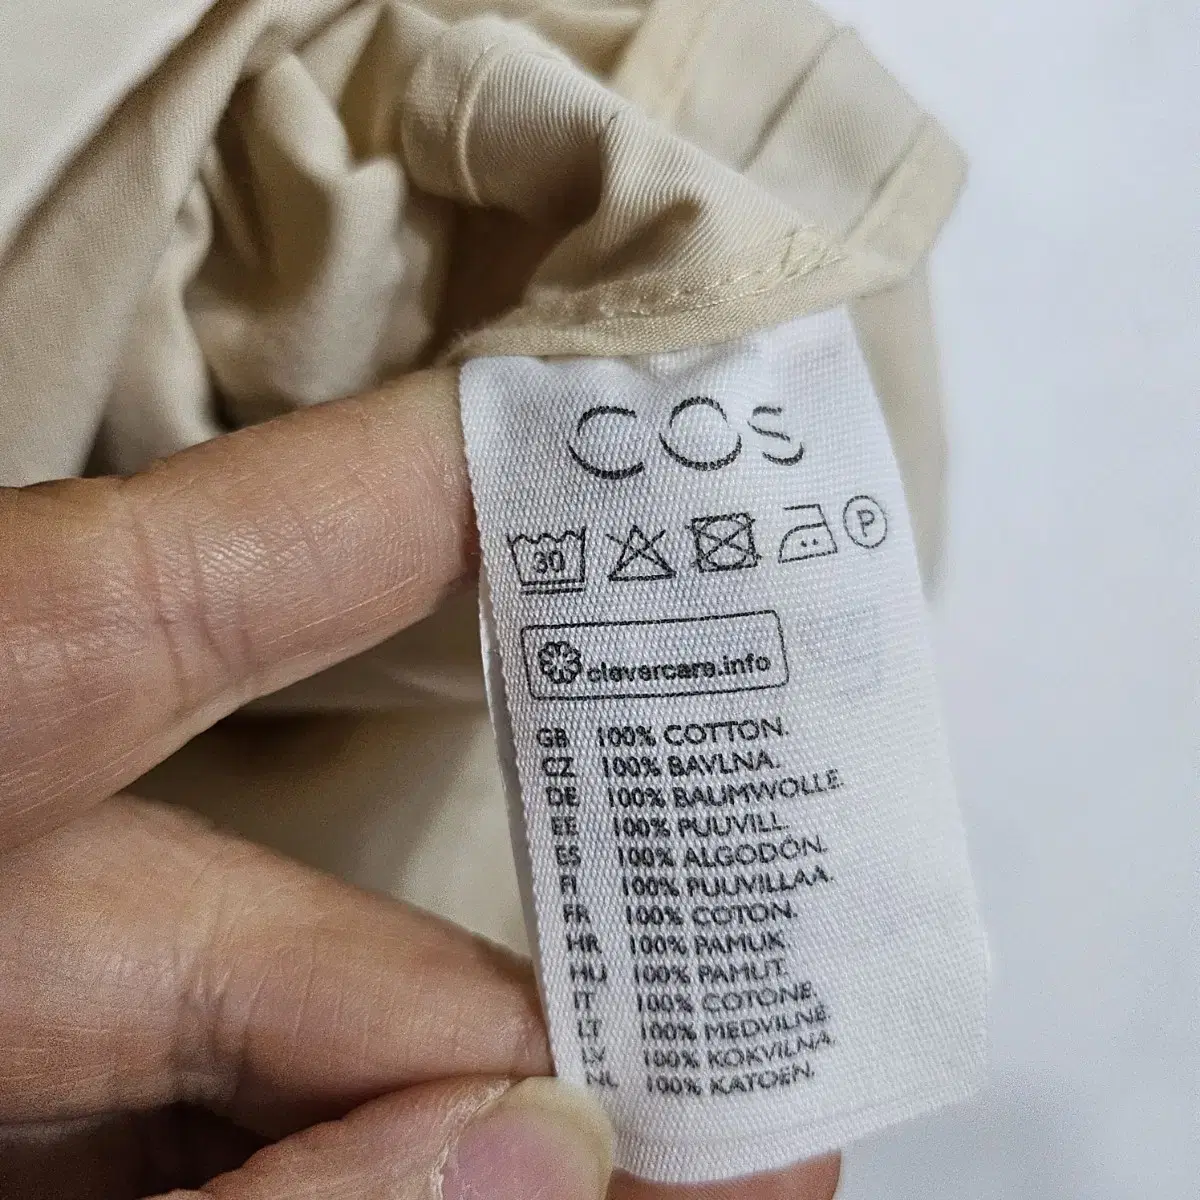 COS
30 P
clevercare.info
GB 100% COTTON.
CZ 100% BAVLNA.
DE 100% BAUMWOLLE.
EE 100% PUUVILL.
ES 100% ALGODÓN.
FI 100% PUUVILLAA.
FR 100% COTON.
HR 100% PAMUK
HU 100% PAMUT.
IT 100% COTONE.
LT 100% MEDVILNĖ
LV 100% KOKVILNA.
NL 100% KATOEN.